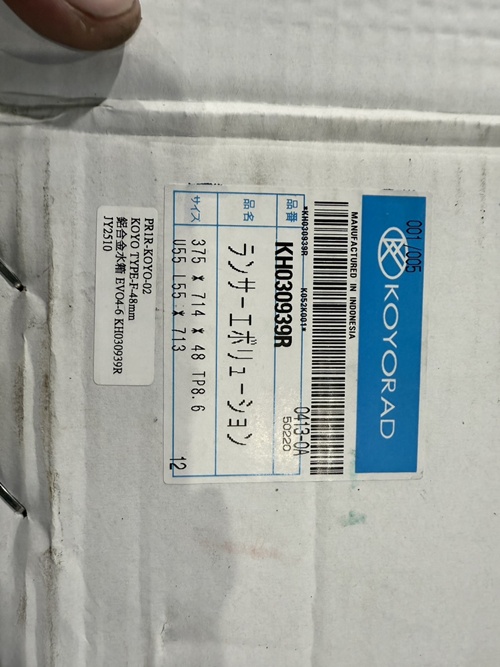 001/005
KOYORAD
MANUFACTURED IN INDONESIA
*KH030939R K052K001*
0413-0A
50220
品番 KH030939R
品名 ランサーエボリューション
サイズ 375 * 714 * 48 TP8.6
U55 L55 * 713 12
PR1R-KOYO-02
KOYO TYPE-F-48mm
鋁合金水箱 EVO4-6 KH030939R
JY2510